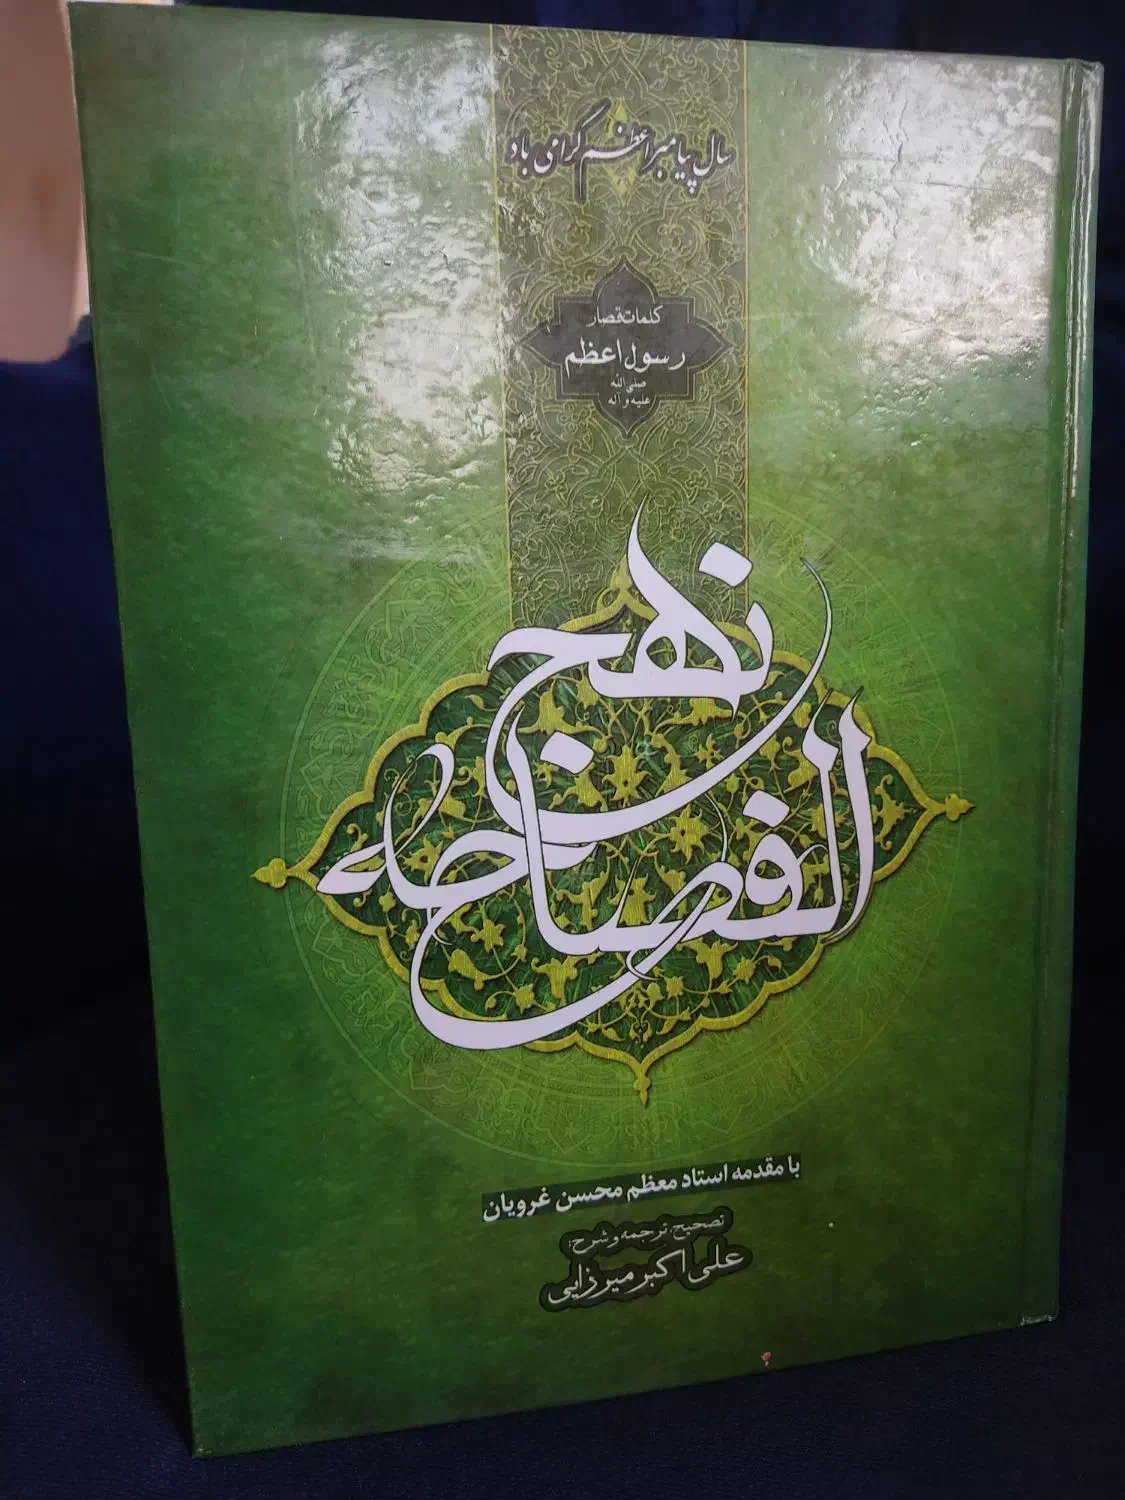 سال پیامبر اعظم گرامی باد
کلمات قصار
رسول اعظم
صلی الله
علیه و آله
نهج
الفصاحه
با مقدمه استاد معظم محسن غرویان
تصحیح، ترجمه و شرح:
علی اکبر میرزایی